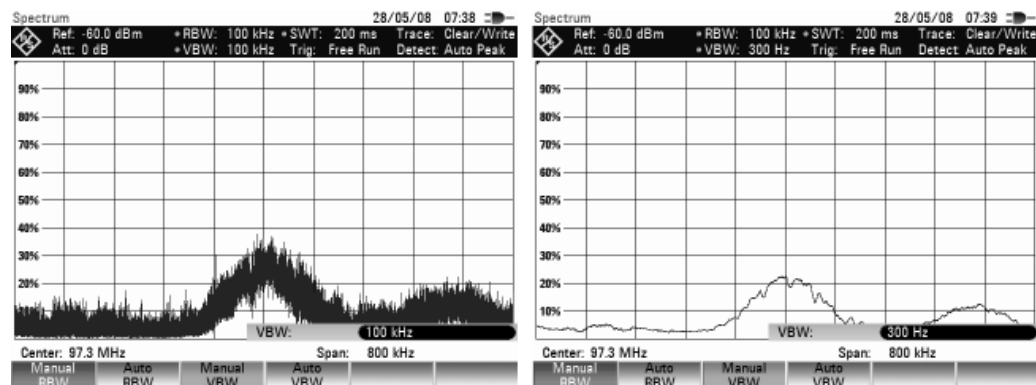 Spectrum 28/05/08 07:38
Ref: -60.0 dBm RBW: 100 kHz SWT: 200 ms Trace: Clear/Write
Att: 0 dB VBW: 100 kHz Trig: Free Run Detect: Auto Peak
90%
80%
70%
60%
50%
40%
30%
20%
VBW: 100 kHz
Center: 97.3 MHz Span: 800 kHz
Manual RBW Auto RBW Manual VBW Auto VBW
Spectrum 28/05/08 07:39
Ref: -60.0 dBm RBW: 100 kHz SWT: 200 ms Trace: Clear/Write
Att: 0 dB VBW: 300 Hz Trig: Free Run Detect: Auto Peak
90%
80%
70%
60%
50%
40%
30%
20%
10%
VBW: 300 Hz
Center: 97.3 MHz Span: 800 kHz
Manual RBW Auto RBW Manual VBW Auto VBW